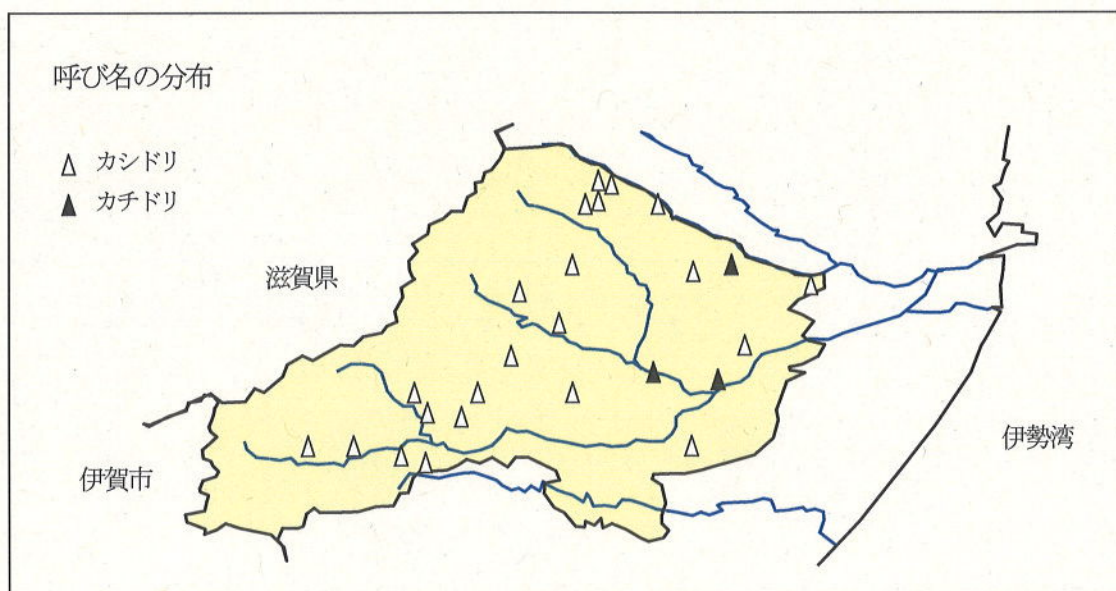 呼び名の分布
カシドリ
カチドリ
滋賀県
伊賀市
伊勢湾